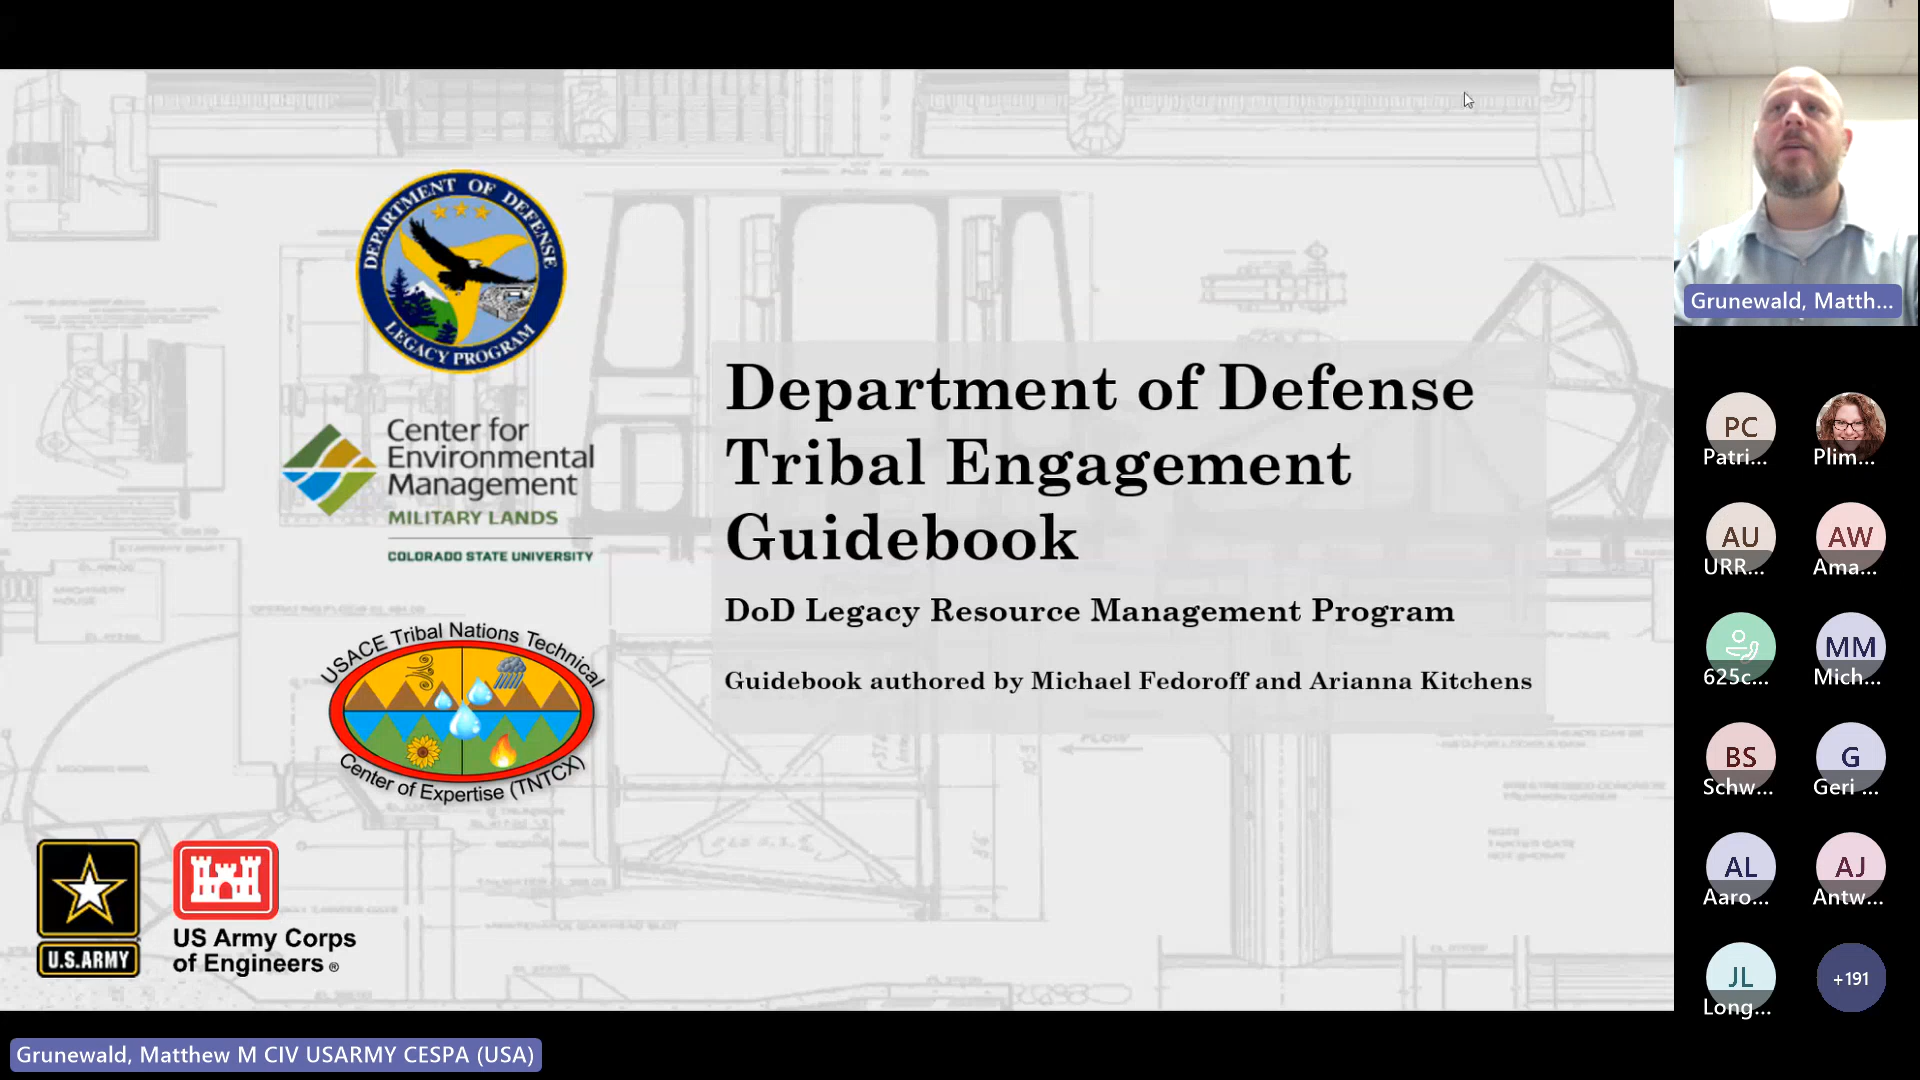 DEPARTMENT OF DEFENSE
LEGACY PROGRAM
Center for
Environmental
Management
MILITARY LANDS
COLORADO STATE UNIVERSITY
USACE Tribal Nations Technical
Center of Expertise (TNTCX)
U.S.ARMY
US Army Corps
of Engineers ®
Department of Defense
Tribal Engagement
Guidebook
DoD Legacy Resource Management Program
Guidebook authored by Michael Fedoroff and Arianna Kitchens
FLOW
Grunewald, Matthew M CIV USARMY CESPA (USA)
Grunewald, Matth...
PC
Patri...
Plim...
AU
URR...
AW
Ama...
625c...
MM
Mich...
BS
Schw...
G
Geri ...
AL
Aaro...
AJ
Antw...
JL
Long...
+191